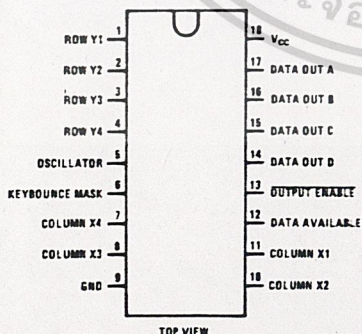 ROW Y1 1
ROW Y2 2
ROW Y3 3
ROW Y4 4
OSCILLATOR 5
KEYBOUNCE MASK 6
COLUMN X4 7
COLUMN X3 8
GND 9
18 VCC
17 DATA OUT A
16 DATA OUT B
15 DATA OUT C
14 DATA OUT D
13 OUTPUT ENABLE
12 DATA AVAILABLE
11 COLUMN X1
10 COLUMN X2
TOP VIEW